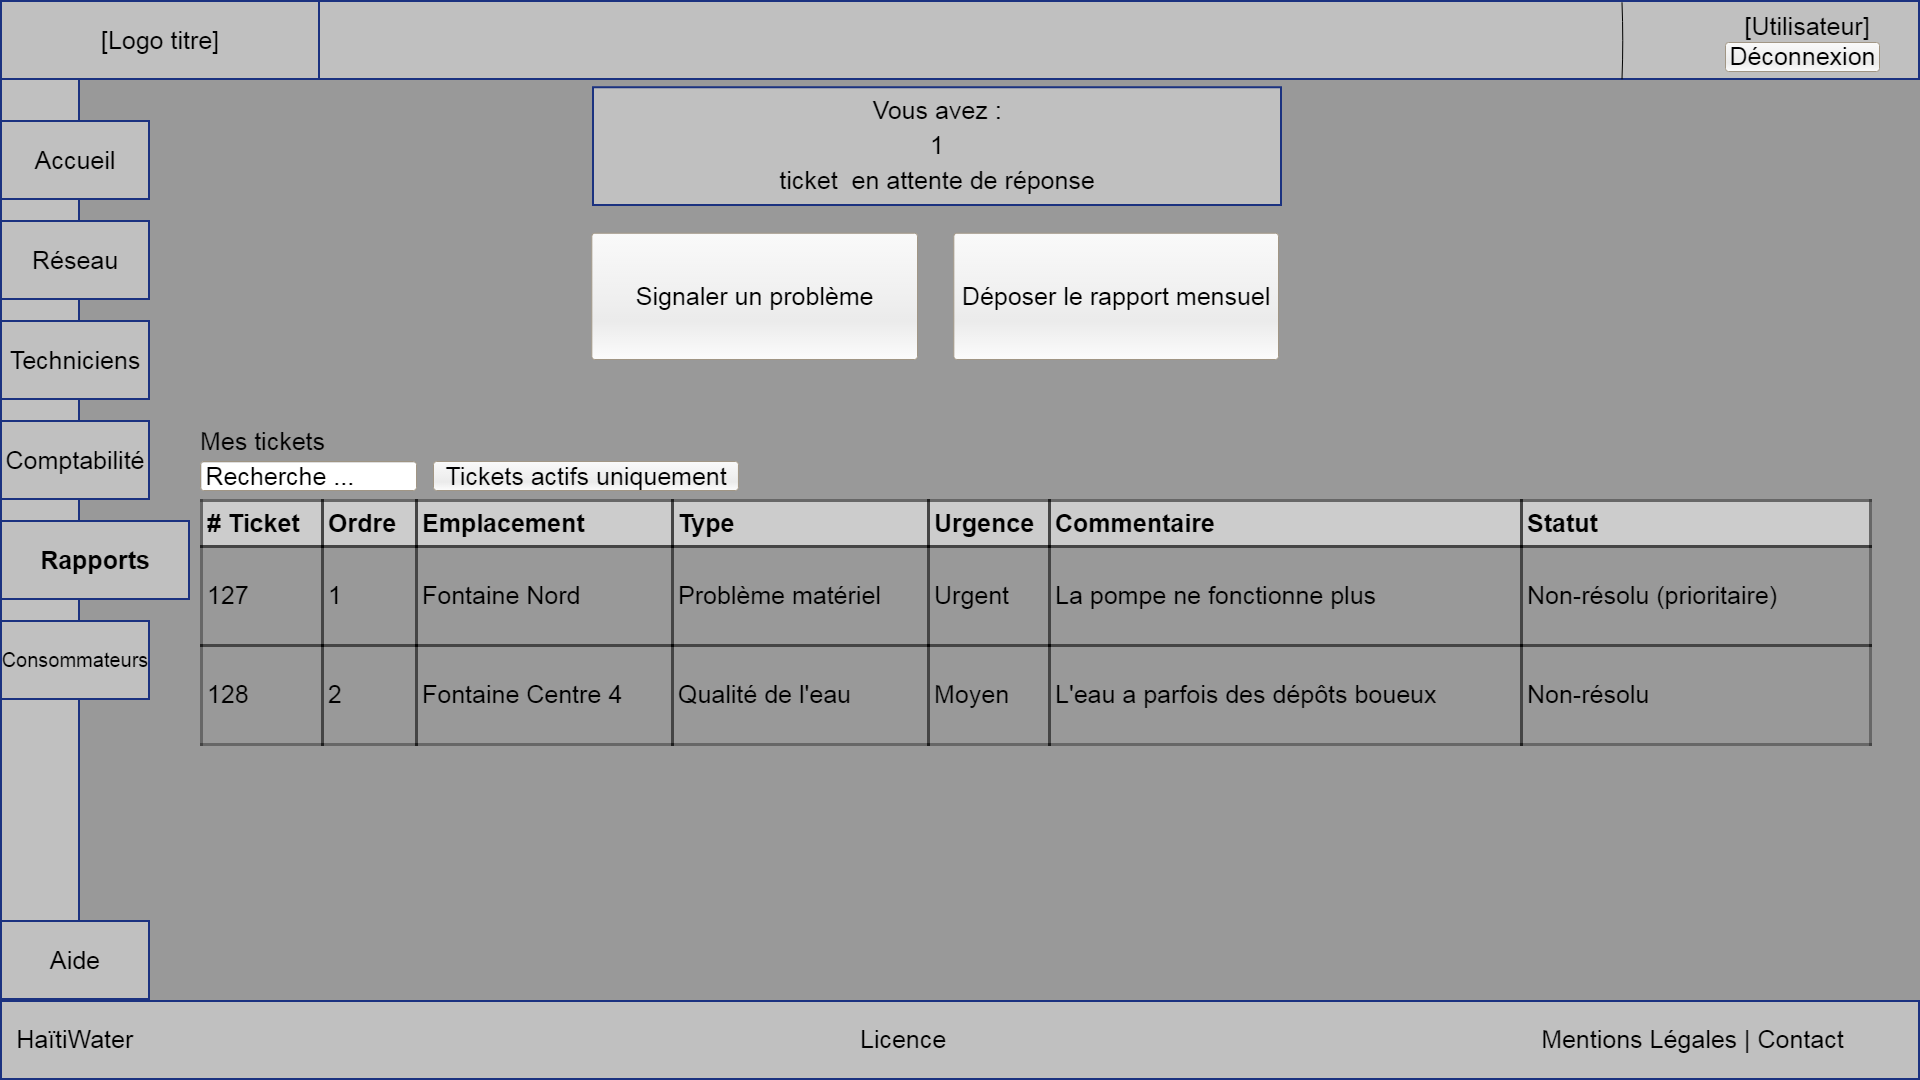 [Logo titre]
[Utilisateur]
Déconnexion
Vous avez :
1
ticket  en attente de réponse
Accueil
Réseau
Techniciens
Comptabilité
Rapports
Consommateurs
Aide
Signaler un problème
Déposer le rapport mensuel
Mes tickets
Recherche ...
Tickets actifs uniquement
# Ticket Ordre Emplacement Type Urgence Commentaire Statut
127 1 Fontaine Nord Problème matériel Urgent La pompe ne fonctionne plus Non-résolu (prioritaire)
128 2 Fontaine Centre 4 Qualité de l'eau Moyen L'eau a parfois des dépôts boueux Non-résolu
HaïtiWater
Licence
Mentions Légales | Contact